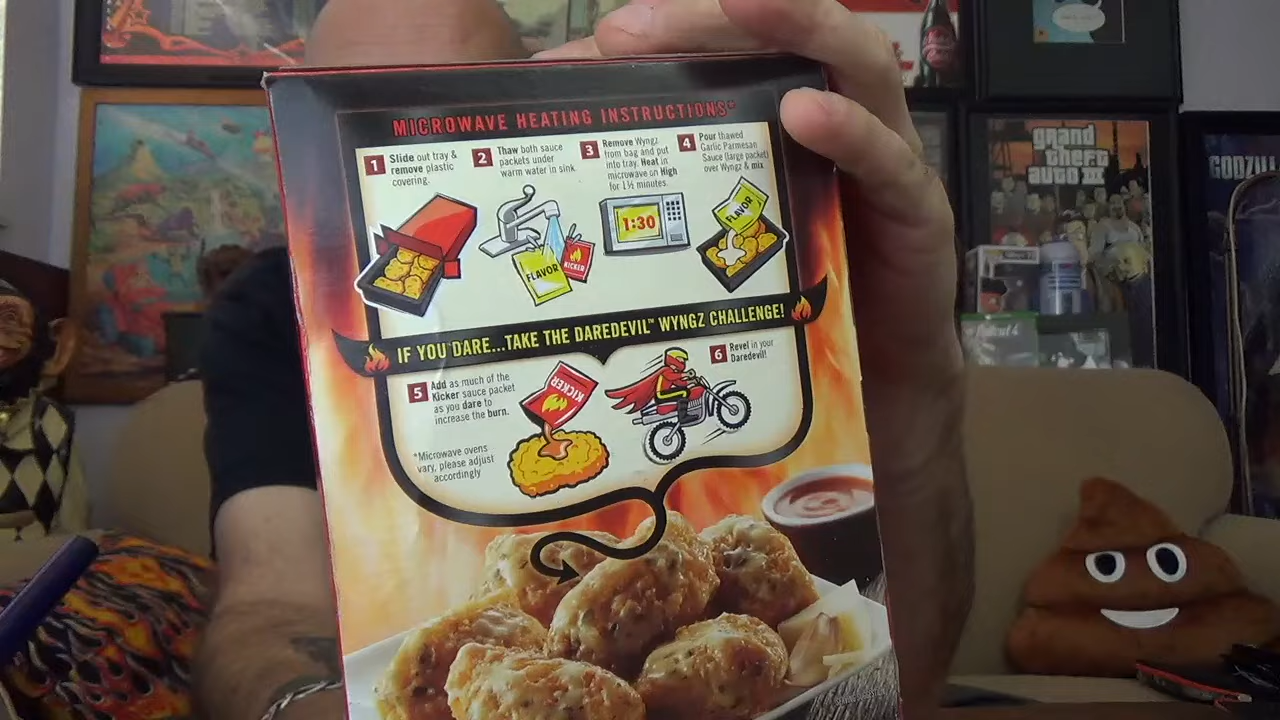 MICROWAVE HEATING INSTRUCTIONS*
1 Slide out tray &
remove plastic
covering.
2 Thaw both sauce
packets under
warm water in sink.
3 Remove Wyngz
from bag and put
into tray. Heat in
microwave on High
for 1½ minutes.
4 Pour thawed
Garlic Parmesan
Sauce (large packet)
over Wyngz & mix.
FLAVOR
KICKER
1:30
FLAVOR
IF YOU DARE...TAKE THE DAREDEVIL™ WYNGZ CHALLENGE!
5 Add as much of the
Kicker sauce packet
as you dare to
increase the burn.
KICKER
6 Revel in your
Daredevil!
*Microwave ovens
vary, please adjust
accordingly
grand
theft
auto III
GODZILL